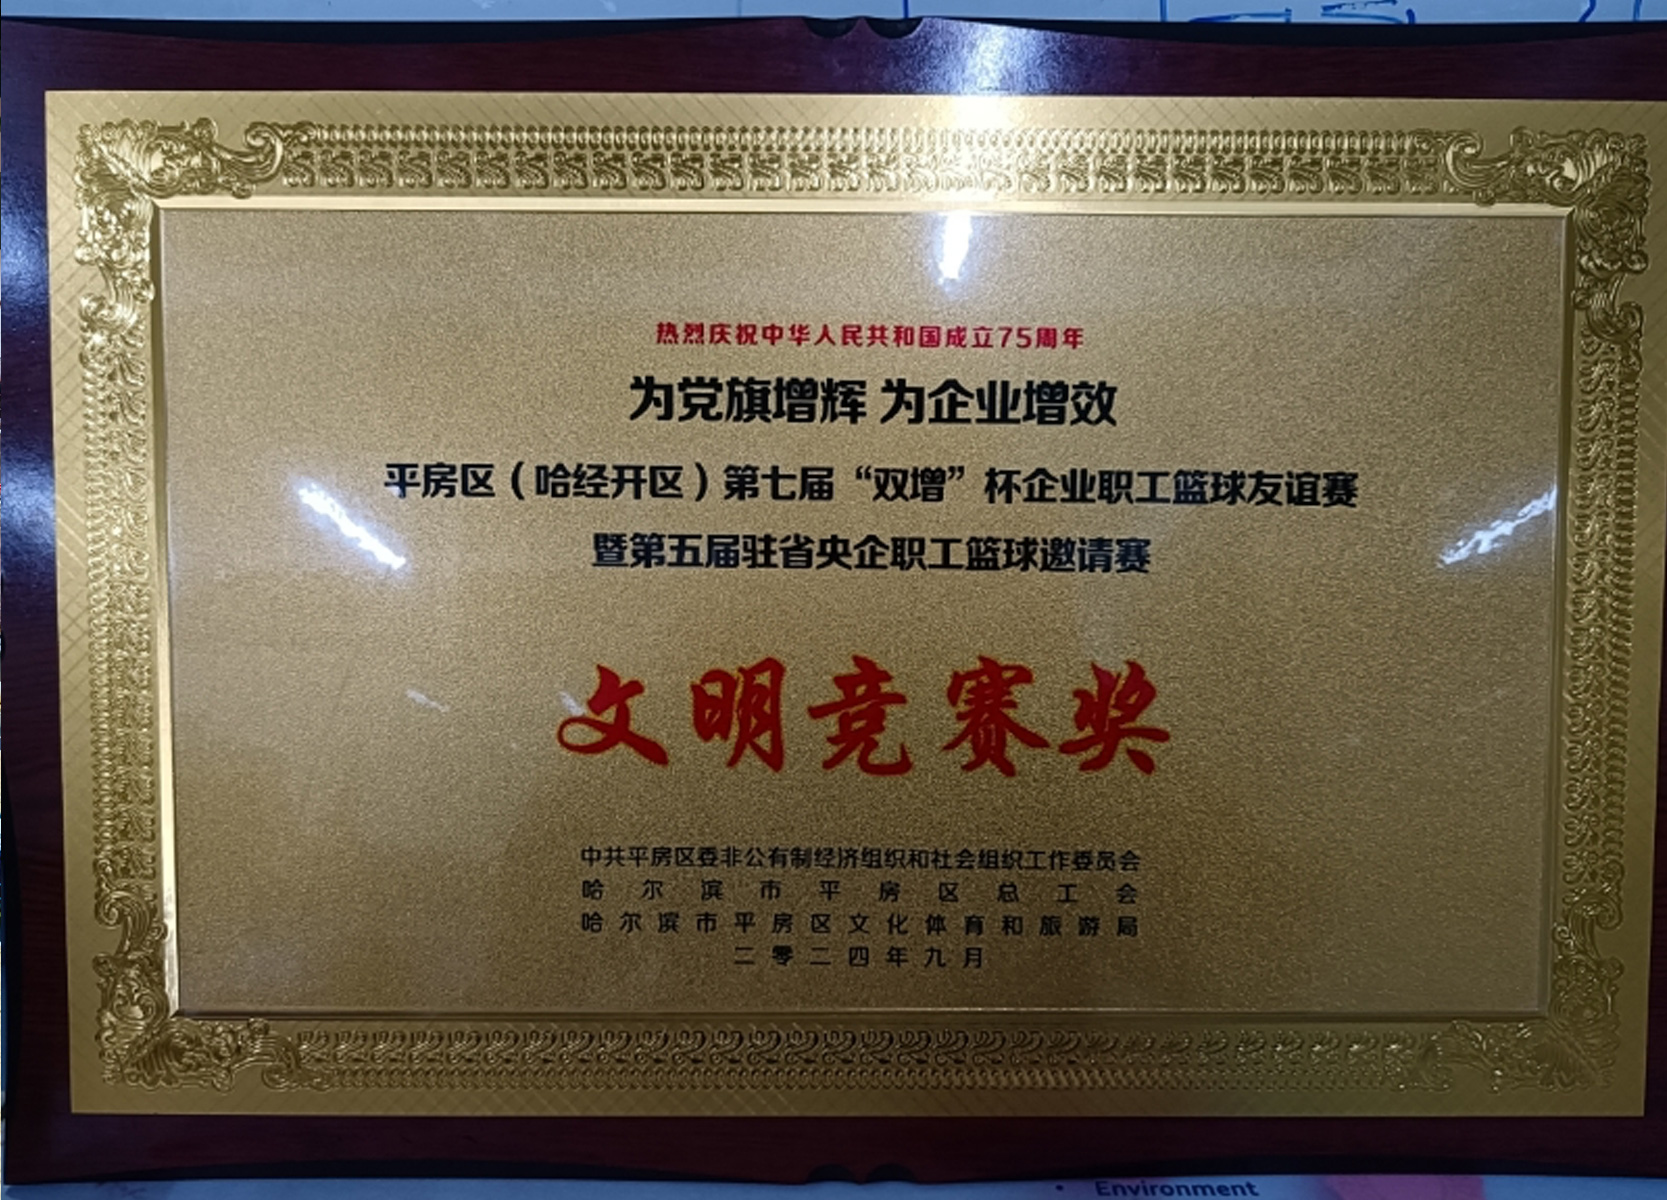 热烈庆祝中华人民共和国成立75周年
为党旗增辉 为企业增效
平房区（哈经开区）第七届“双增”杯企业职工篮球友谊赛
暨第五届驻省央企职工篮球邀请赛
文明竞赛奖
中共平房区委非公有制经济组织和社会组织工作委员会
哈尔滨市平房区总工会
哈尔滨市平房区文化体育和旅游局
二零二四年九月
• Environment